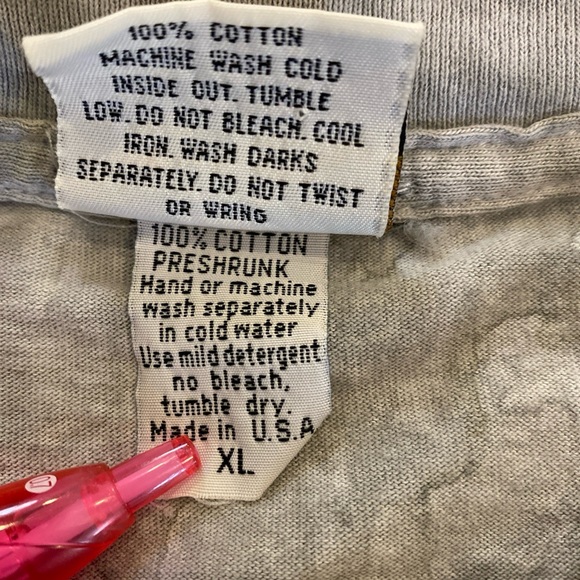 100% COTTON
MACHINE WASH COLD
INSIDE OUT. TUMBLE
LOW. DO NOT BLEACH. COOL
IRON. WASH DARKS
SEPARATELY. DO NOT TWIST
OR WRING
100% COTTON
PRESHRUNK
Hand or machine
wash separately
in cold water
Use mild detergent
no bleach,
tumble dry.
Made in U.S.A
XL
07